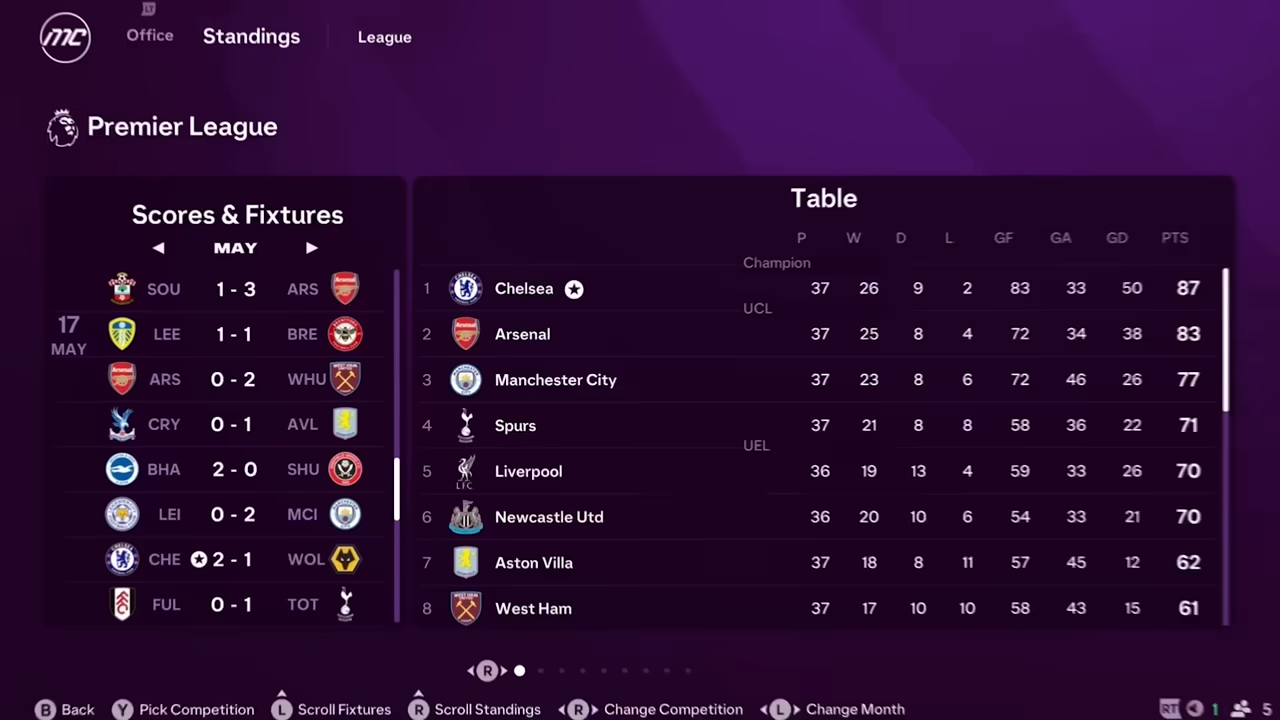 LT
Office Standings League
Premier League
Scores & Fixtures
MAY
SOU 1 - 3 ARS
17 MAY
LEE 1 - 1 BRE
ARS 0 - 2 WHU
CRY 0 - 1 AVL
BHA 2 - 0 SHU
LEI 0 - 2 MCI
CHE 2 - 1 WOL
FUL 0 - 1 TOT
Table
P W D L GF GA GD PTS
Champion
1 Chelsea 37 26 9 2 83 33 50 87
UCL
2 Arsenal 37 25 8 4 72 34 38 83
3 Manchester City 37 23 8 6 72 46 26 77
4 Spurs 37 21 8 8 58 36 22 71
UEL
5 Liverpool 36 19 13 4 59 33 26 70
6 Newcastle Utd 36 20 10 6 54 33 21 70
7 Aston Villa 37 18 8 11 57 45 12 62
8 West Ham 37 17 10 10 58 43 15 61
R
B Back Y Pick Competition L Scroll Fixtures R Scroll Standings R Change Competition L Change Month RT 1 5